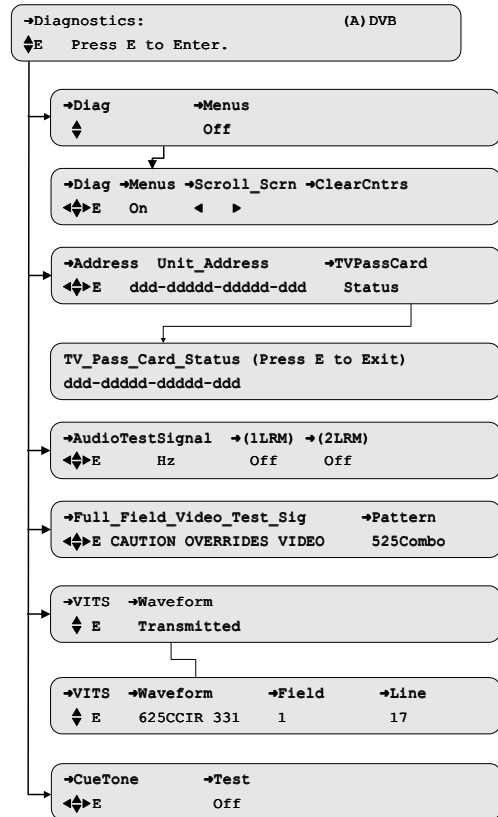 →Diagnostics: (A)DVB
E Press E to Enter.
→Diag →Menus
Off
→Diag →Menus →Scroll_Scrn →ClearCntrs
E On
→Address Unit_Address →TVPassCard
E ddd-ddddd-ddddd-ddd Status
TV_Pass_Card_Status (Press E to Exit)
ddd-ddddd-ddddd-ddd
→AudioTestSignal →(1LRM) →(2LRM)
E Hz Off Off
→Full_Field_Video_Test_Sig →Pattern
E CAUTION OVERRIDES VIDEO 525Combo
→VITS →Waveform
E Transmitted
→VITS →Waveform →Field →Line
E 625CCIR 331 1 17
→CueTone →Test
E Off